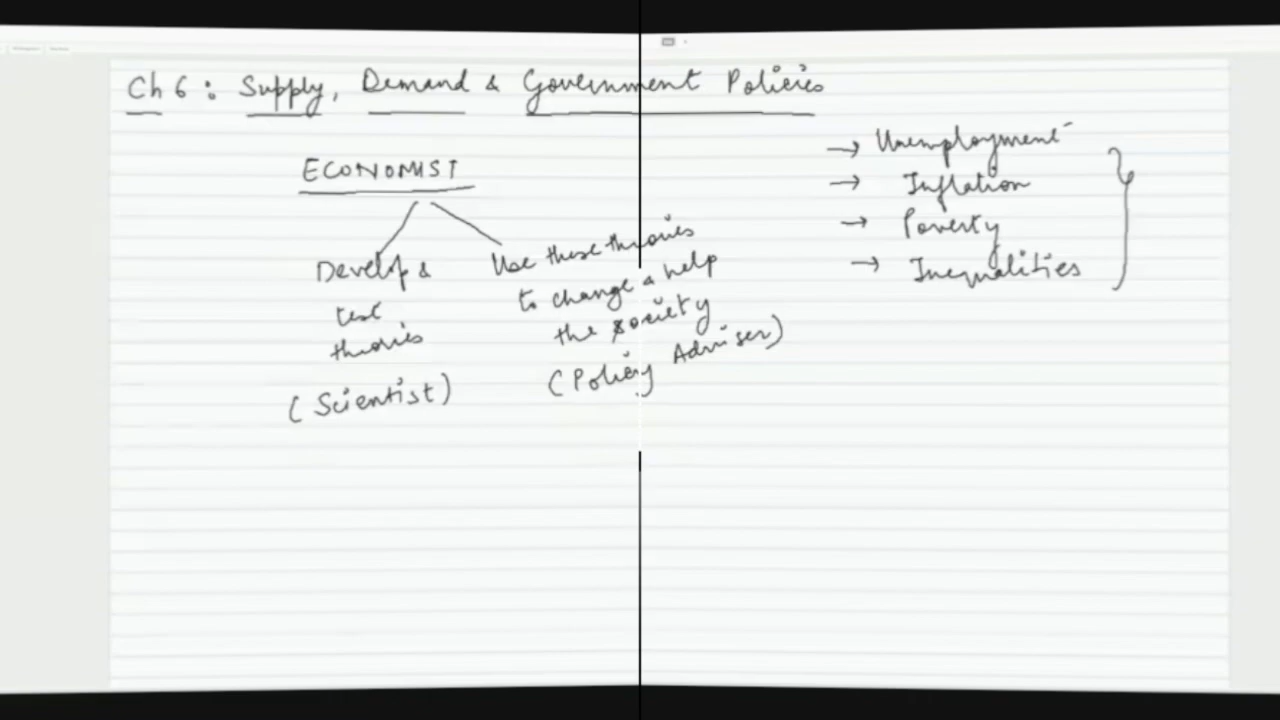 Ch 6 : Supply, Demand & Government Policies
ECONOMIST
Develop &
test
theories
(Scientist)
Use these theories
to change & help
the society
(Policy Adviser)
→ Unemployment
→ Inflation
→ Poverty
→ Inequalities